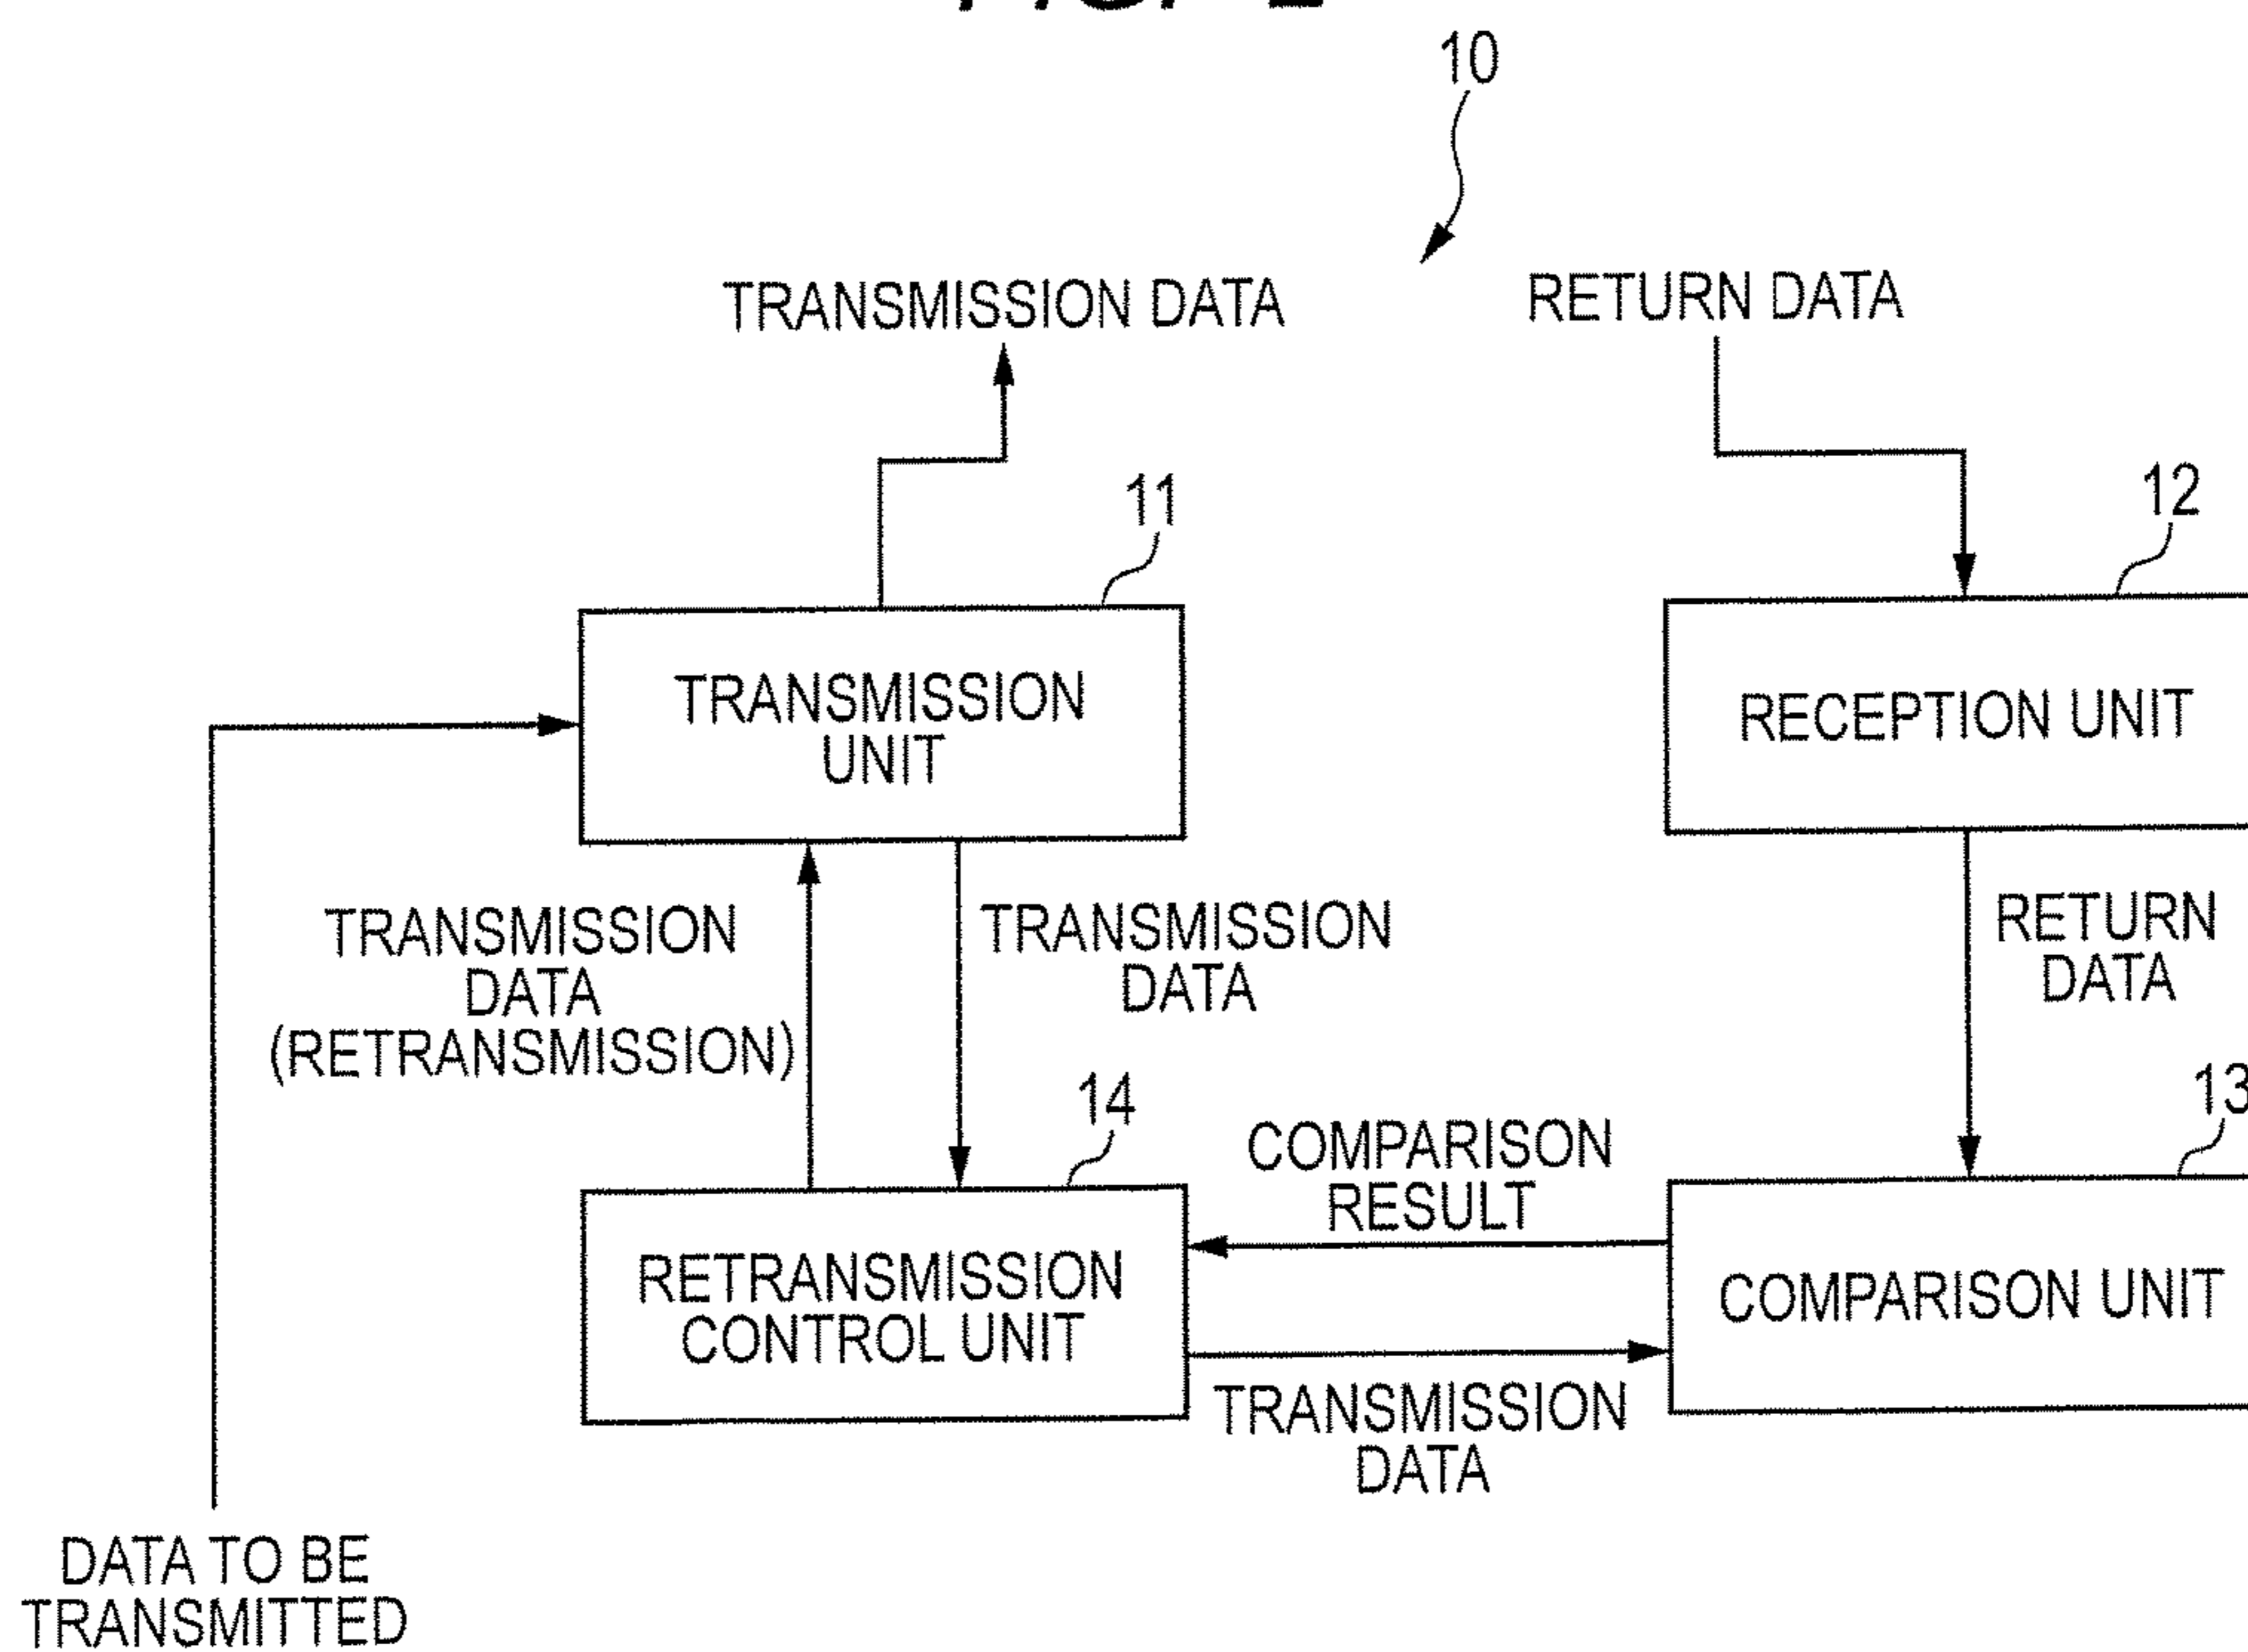 10
TRANSMISSION DATA
RETURN DATA
11
12
TRANSMISSION
UNIT
RECEPTION UNIT
TRANSMISSION
DATA
(RETRANSMISSION)
TRANSMISSION
DATA
RETURN
DATA
14
13
COMPARISON
RESULT
RETRANSMISSION
CONTROL UNIT
COMPARISON UNIT
TRANSMISSION
DATA
DATA TO BE
TRANSMITTED